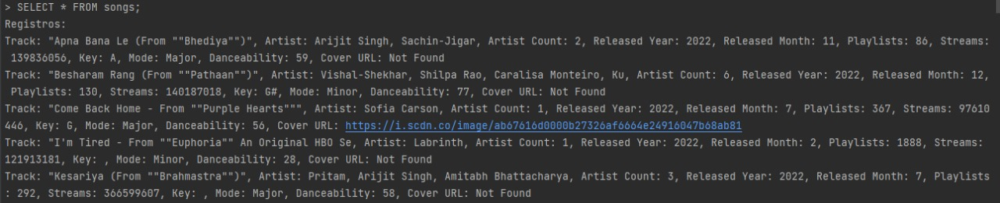 > SELECT * FROM songs;
Registros:
Track: "Apna Bana Le (From ""Bhediya"")", Artist: Arijit Singh, Sachin-Jigar, Artist Count: 2, Released Year: 2022, Released Month: 11, Playlists: 86, Streams:
139836056, Key: A, Mode: Major, Danceability: 59, Cover URL: Not Found
Track: "Besharam Rang (From ""Pathaan"")", Artist: Vishal-Shekhar, Shilpa Rao, Caralisa Monteiro, Ku, Artist Count: 6, Released Year: 2022, Released Month: 12,
Playlists: 130, Streams: 140187018, Key: G#, Mode: Minor, Danceability: 77, Cover URL: Not Found
Track: "Come Back Home - From ""Purple Hearts""", Artist: Sofia Carson, Artist Count: 1, Released Year: 2022, Released Month: 7, Playlists: 367, Streams: 97610
446, Key: G, Mode: Major, Danceability: 56, Cover URL: https://i.scdn.co/image/ab67616d0000b27326af6664e24916047b68ab81
Track: "I'm Tired - From ""Euphoria"" An Original HBO Se, Artist: Labrinth, Artist Count: 1, Released Year: 2022, Released Month: 2, Playlists: 1888, Streams:
121913181, Key: , Mode: Minor, Danceability: 28, Cover URL: Not Found
Track: "Kesariya (From ""Brahmastra"")", Artist: Pritam, Arijit Singh, Amitabh Bhattacharya, Artist Count: 3, Released Year: 2022, Released Month: 7, Playlists
: 292, Streams: 366599607, Key: , Mode: Major, Danceability: 58, Cover URL: Not Found